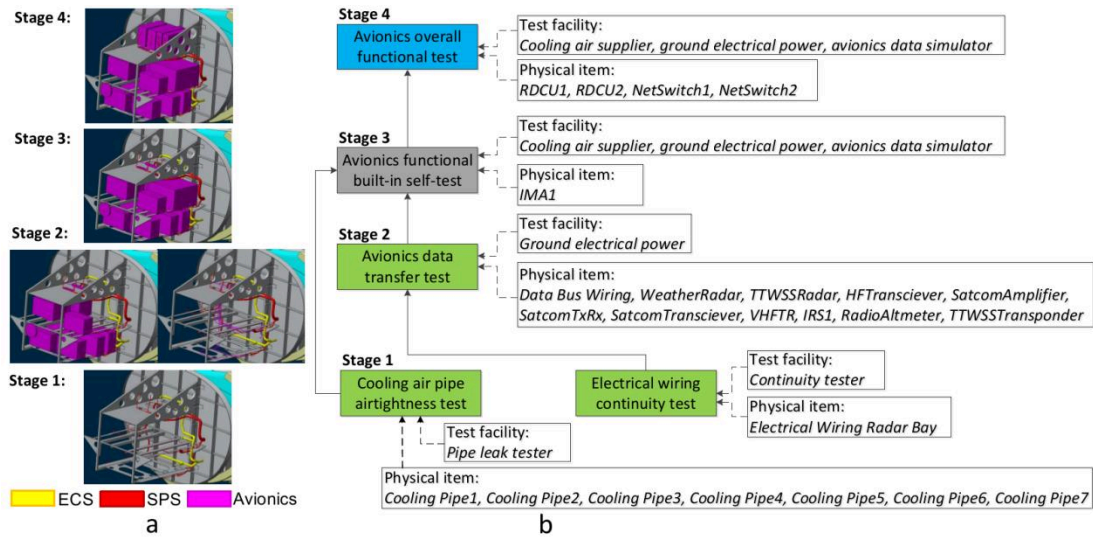 Stage 4:
Stage 3:
Stage 2:
Stage 1:
ECS
SPS
Avionics
a
Stage 4
Avionics overall
functional test
Test facility:
Cooling air supplier, ground electrical power, avionics data simulator
Physical item:
RDCU1, RDCU2, NetSwitch1, NetSwitch2
Stage 3
Avionics functional
built-in self-test
Test facility:
Cooling air supplier, ground electrical power, avionics data simulator
Physical item:
IMA1
Stage 2
Avionics data
transfer test
Test facility:
Ground electrical power
Physical item:
Data Bus Wiring, WeatherRadar, TTWSSRadar, HFTransciever, SatcomAmplifier,
SatcomTxRx, SatcomTransciever, VHFTR, IRS1, RadioAltmeter, TTWSSTransponder
Stage 1
Cooling air pipe
airtightness test
Electrical wiring
continuity test
Test facility:
Continuity tester
Physical item:
Electrical Wiring Radar Bay
Test facility:
Pipe leak tester
Physical item:
Cooling Pipe1, Cooling Pipe2, Cooling Pipe3, Cooling Pipe4, Cooling Pipe5, Cooling Pipe6, Cooling Pipe7
b